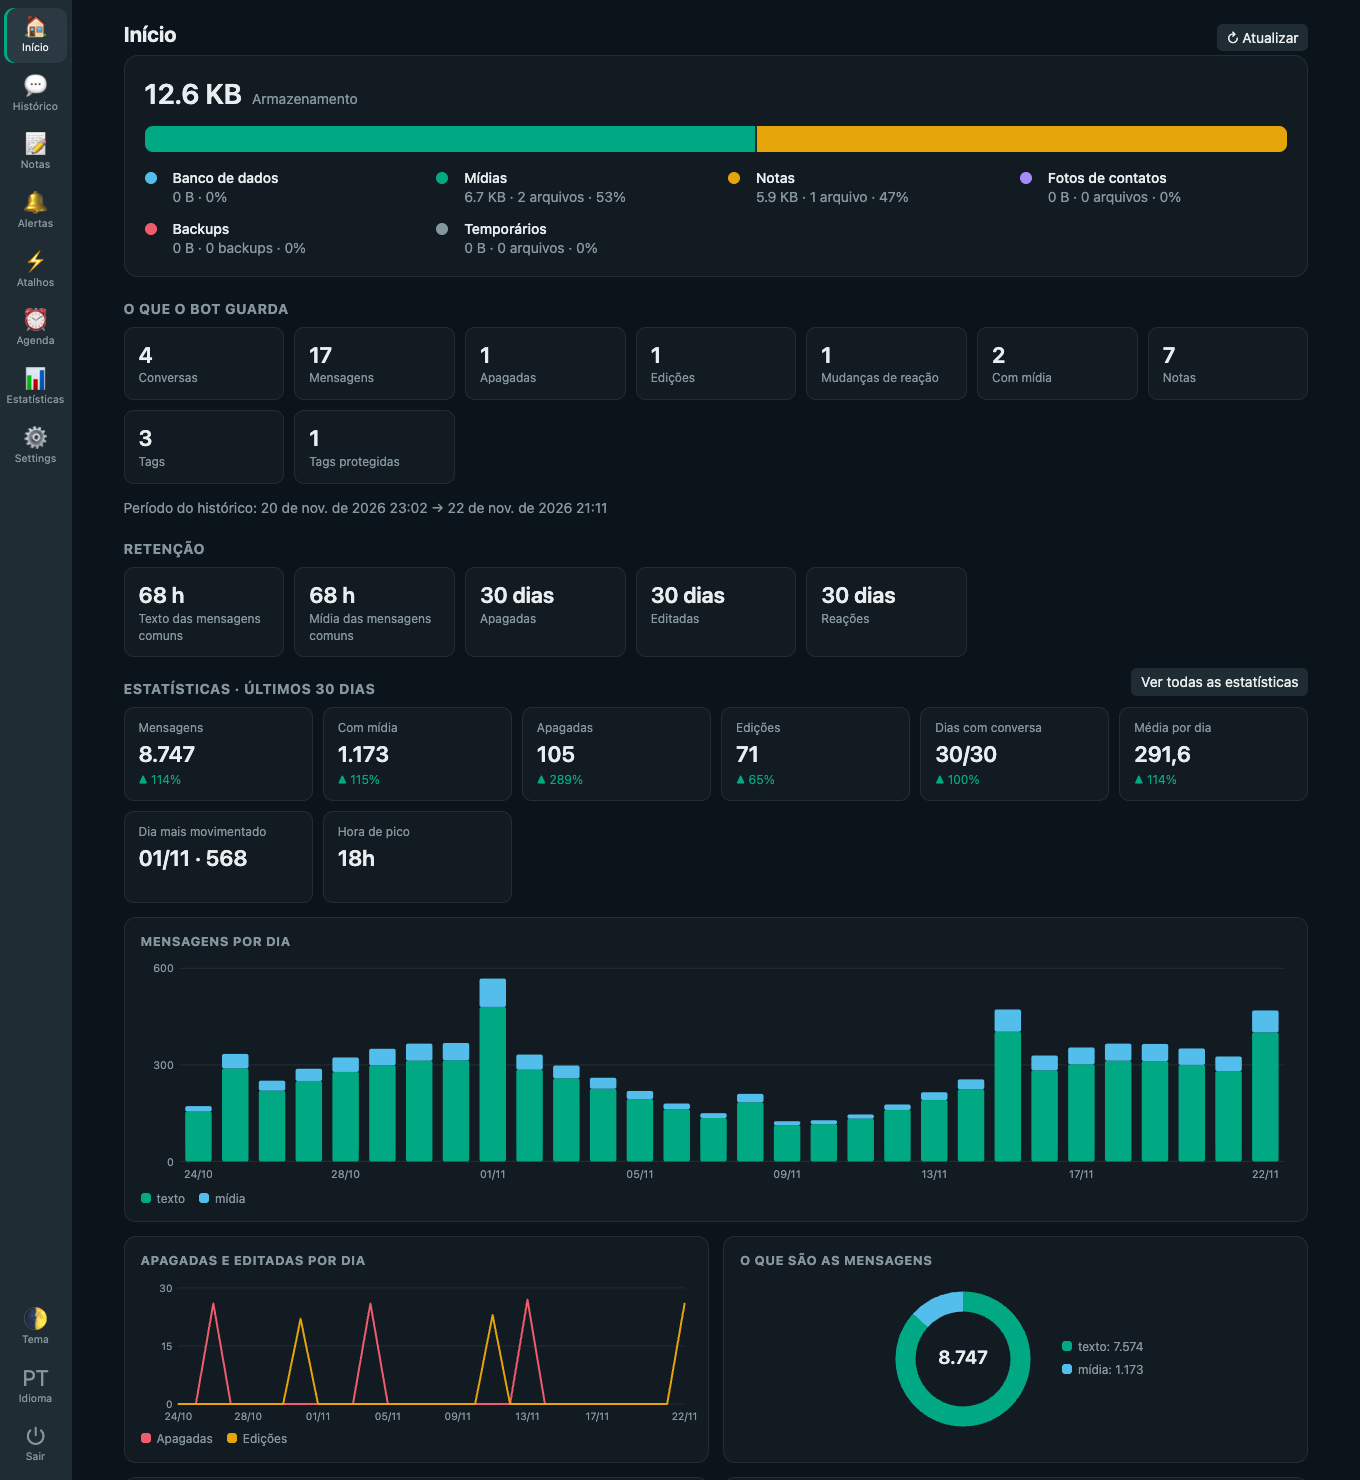 Início
Histórico
Notas
Alertas
Atalhos
Agenda
Estatísticas
Settings
Tema
PT
Idioma
Sair
Início
↻ Atualizar
12.6 KB Armazenamento
Banco de dados
0 B · 0%
Mídias
6.7 KB · 2 arquivos · 53%
Notas
5.9 KB · 1 arquivo · 47%
Fotos de contatos
0 B · 0 arquivos · 0%
Backups
0 B · 0 backups · 0%
Temporários
0 B · 0 arquivos · 0%
O QUE O BOT GUARDA
4
Conversas
17
Mensagens
1
Apagadas
1
Edições
1
Mudanças de reação
2
Com mídia
7
Notas
3
Tags
1
Tags protegidas
Período do histórico: 20 de nov. de 2026 23:02 → 22 de nov. de 2026 21:11
RETENÇÃO
68 h
Texto das mensagens
comuns
68 h
Mídia das mensagens
comuns
30 dias
Apagadas
30 dias
Editadas
30 dias
Reações
ESTATÍSTICAS · ÚLTIMOS 30 DIAS
Ver todas as estatísticas
Mensagens
8.747
▲ 114%
Com mídia
1.173
▲ 115%
Apagadas
105
▲ 289%
Edições
71
▲ 65%
Dias com conversa
30/30
▲ 100%
Média por dia
291,6
▲ 114%
Dia mais movimentado
01/11 · 568
Hora de pico
18h
MENSAGENS POR DIA
600
300
0
24/10 28/10 01/11 05/11 09/11 13/11 17/11 22/11
texto mídia
APAGADAS E EDITADAS POR DIA
30
15
0
24/10 28/10 01/11 05/11 09/11 13/11 17/11 22/11
Apagadas Edições
O QUE SÃO AS MENSAGENS
8.747
texto: 7.574
mídia: 1.173